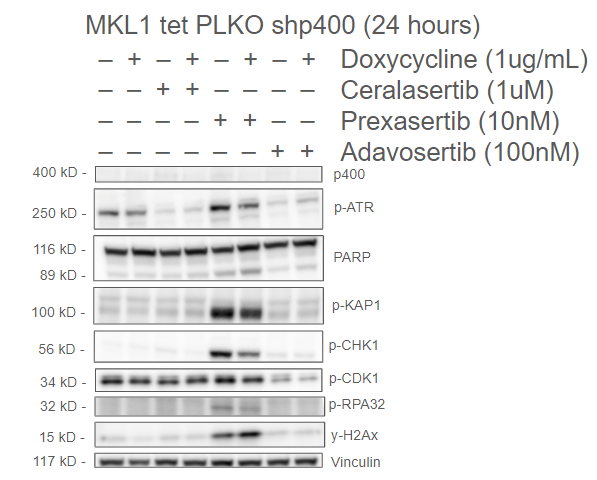 MKL1 tet PLKO shp400 (24 hours)
– + – + – + – + Doxycycline (1ug/mL)
– – + + – – – – Ceralasertib (1uM)
– – – – + + – – Prexasertib (10nM)
– – – – – – + + Adavosertib (100nM)
400 kD - p400
250 kD - p-ATR
116 kD - PARP
89 kD -
100 kD - p-KAP1
56 kD - p-CHK1
34 kD - p-CDK1
32 kD - p-RPA32
15 kD - y-H2Ax
117 kD - Vinculin